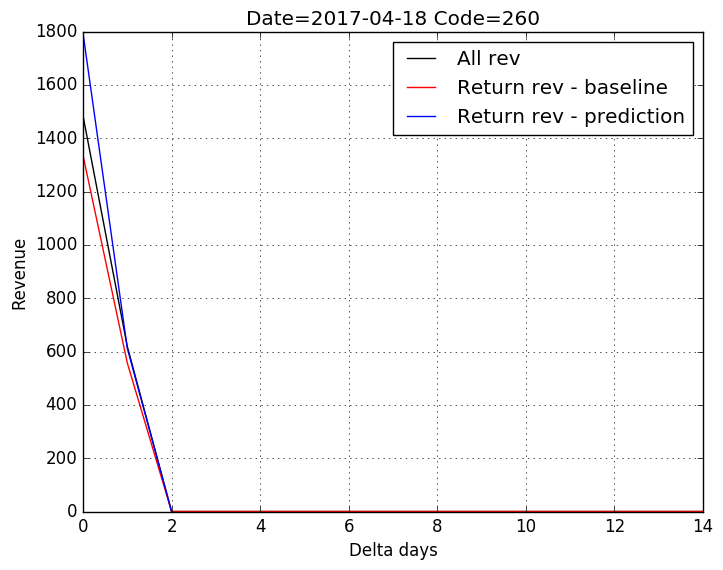 Date=2017-04-18 Code=260
All rev
Return rev - baseline
Return rev - prediction
Revenue
1800
1600
1400
1200
1000
800
600
400
200
0
0 2 4 6 8 10 12 14
Delta days